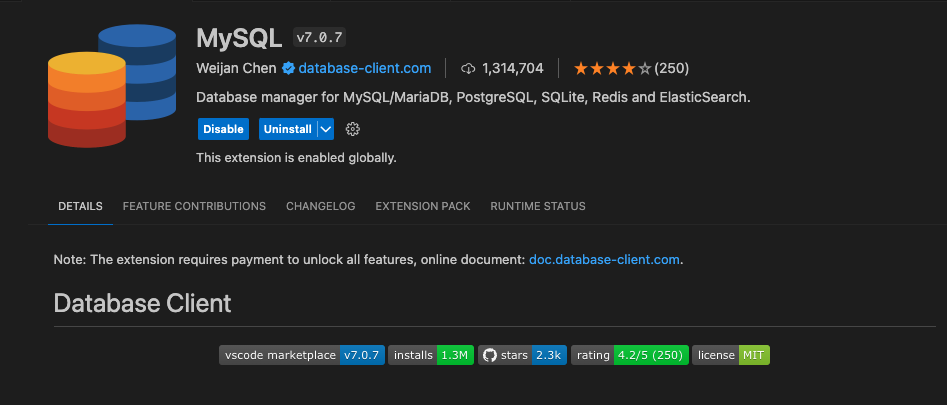 MySQL v7.0.7
Weijan Chen database-client.com 1,314,704 (250)
Database manager for MySQL/MariaDB, PostgreSQL, SQLite, Redis and ElasticSearch.
Disable Uninstall
This extension is enabled globally.
DETAILS FEATURE CONTRIBUTIONS CHANGELOG EXTENSION PACK RUNTIME STATUS
Note: The extension requires payment to unlock all features, online document: doc.database-client.com.
Database Client
vscode marketplace v7.0.7 installs 1.3M stars 2.3k rating 4.2/5 (250) license MIT